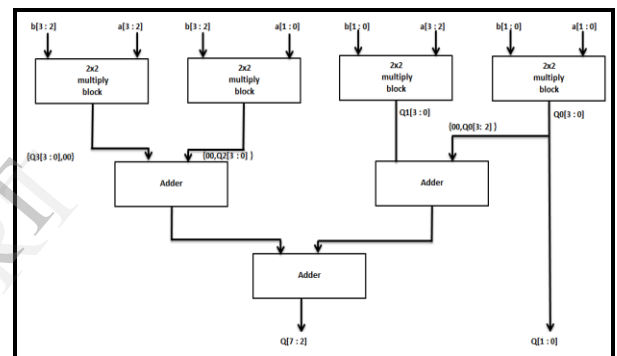 b[3 : 2] a[3 : 2] b[3 : 2] a[1 : 0] b[1 : 0] a[3 : 2] b[1 : 0] a[1 : 0]
2x2 multiply block
2x2 multiply block
2x2 multiply block
2x2 multiply block
Q1[3 : 0]
Q0[3 : 0]
{00,Q0[3: 2] }
{Q3[3 : 0],00}
{00,Q2[3 : 0] }
Adder
Adder
Adder
Q[7 : 2]
Q[1 : 0]